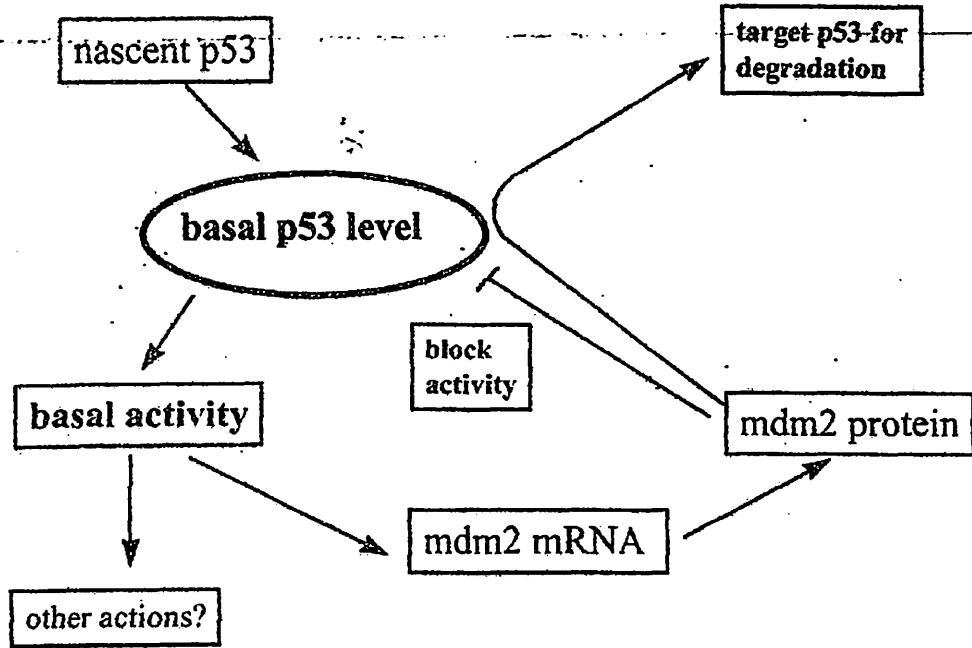 nascent p53
target p53 for
degradation
basal p53 level
block
activity
basal activity
mdm2 protein
mdm2 mRNA
other actions?